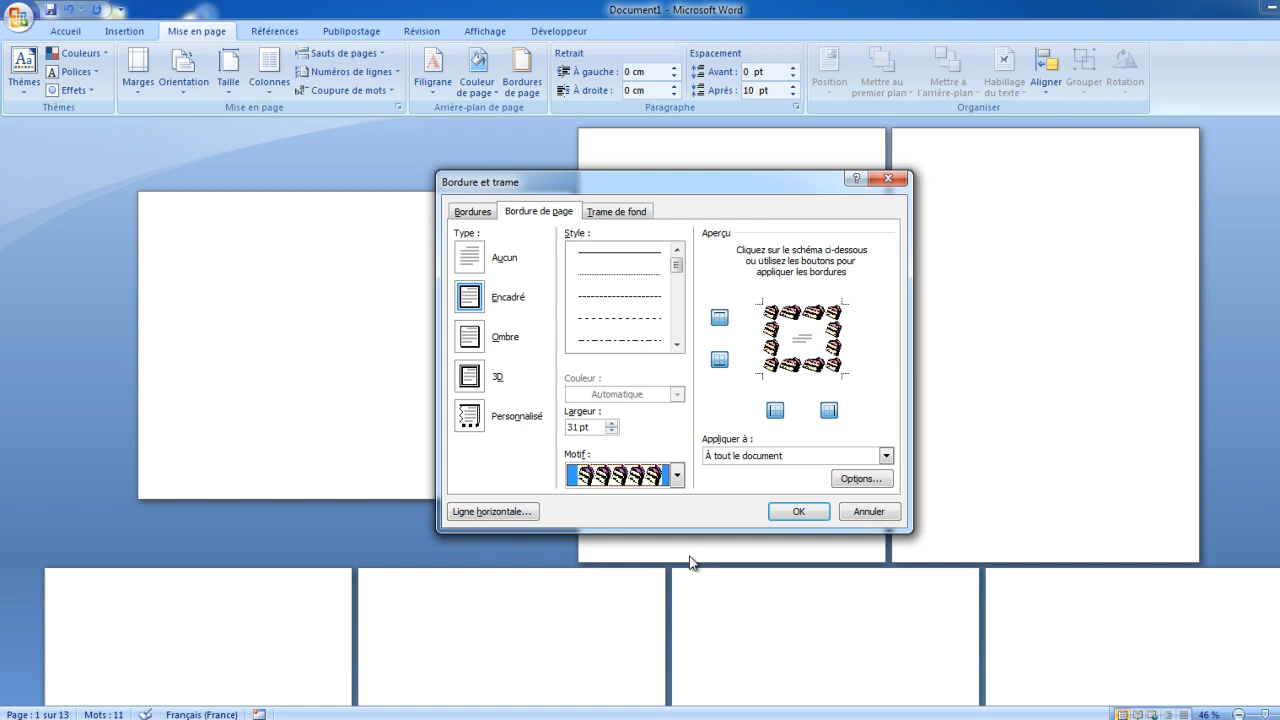 Document1 - Microsoft Word
Accueil Insertion Mise en page Références Publipostage Révision Affichage Développeur
Thèmes
Couleurs
Polices
Effets
Thèmes
Marges Orientation Taille Colonnes
Sauts de pages
Numéros de lignes
Coupure de mots
Mise en page
Filigrane Couleur de page Bordures de page
Arrière-plan de page
Retrait
À gauche : 0 cm
À droite : 0 cm
Espacement
Avant : 0 pt
Après : 10 pt
Paragraphe
Position Mettre au premier plan Mettre à l'arrière-plan Habillage du texte Aligner Grouper Rotation
Organiser
Bordure et trame
Bordures Bordure de page Trame de fond
Type :
Aucun
Encadré
Ombre
3D
Personnalisé
Style :
Couleur :
Automatique
Largeur :
31 pt
Motif :
Aperçu
Cliquez sur le schéma ci-dessous
ou utilisez les boutons pour
appliquer les bordures
Appliquer à :
À tout le document
Options...
Ligne horizontale... OK Annuler
Page : 1 sur 13 Mots : 11 Français (France) 46 %